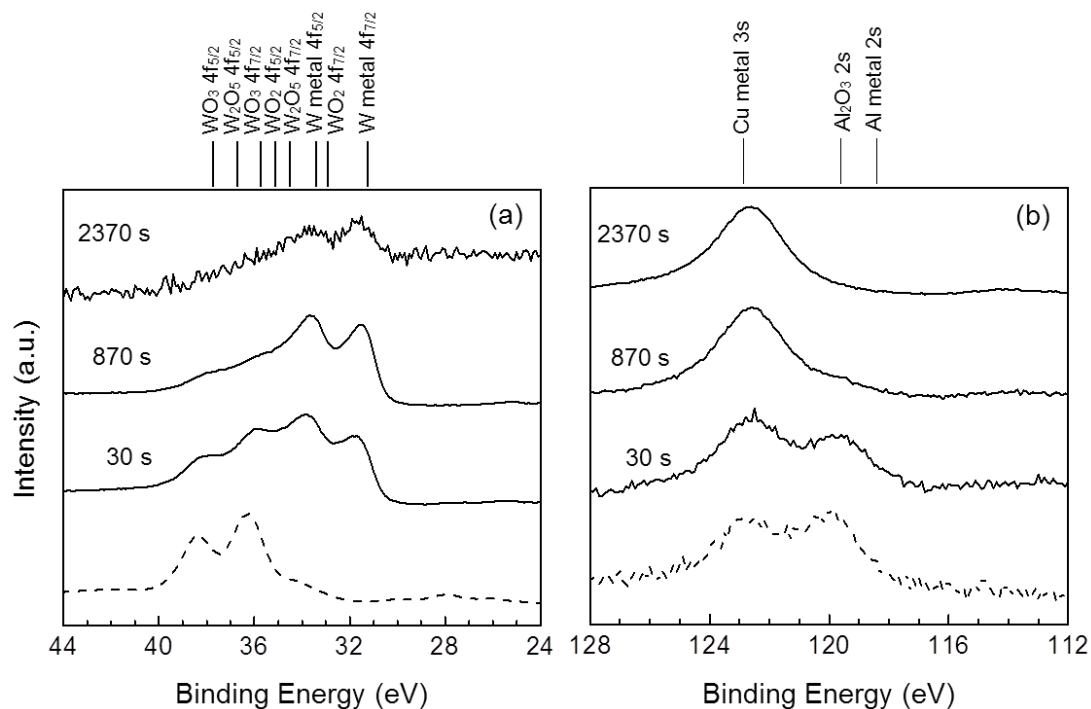 WO₃ 4f₅/₂
W₂O₅ 4f₅/₂
WO₃ 4f₇/₂
WO₂ 4f₅/₂
W₂O₅ 4f₇/₂
W metal 4f₅/₂
WO₂ 4f₇/₂
W metal 4f₇/₂
Cu metal 3s
Al₂O₃ 2s
Al metal 2s
(a)
2370 s
870 s
30 s
(b)
2370 s
870 s
30 s
Intensity (a.u.)
44 40 36 32 28 24
128 124 120 116 112
Binding Energy (eV)
Binding Energy (eV)